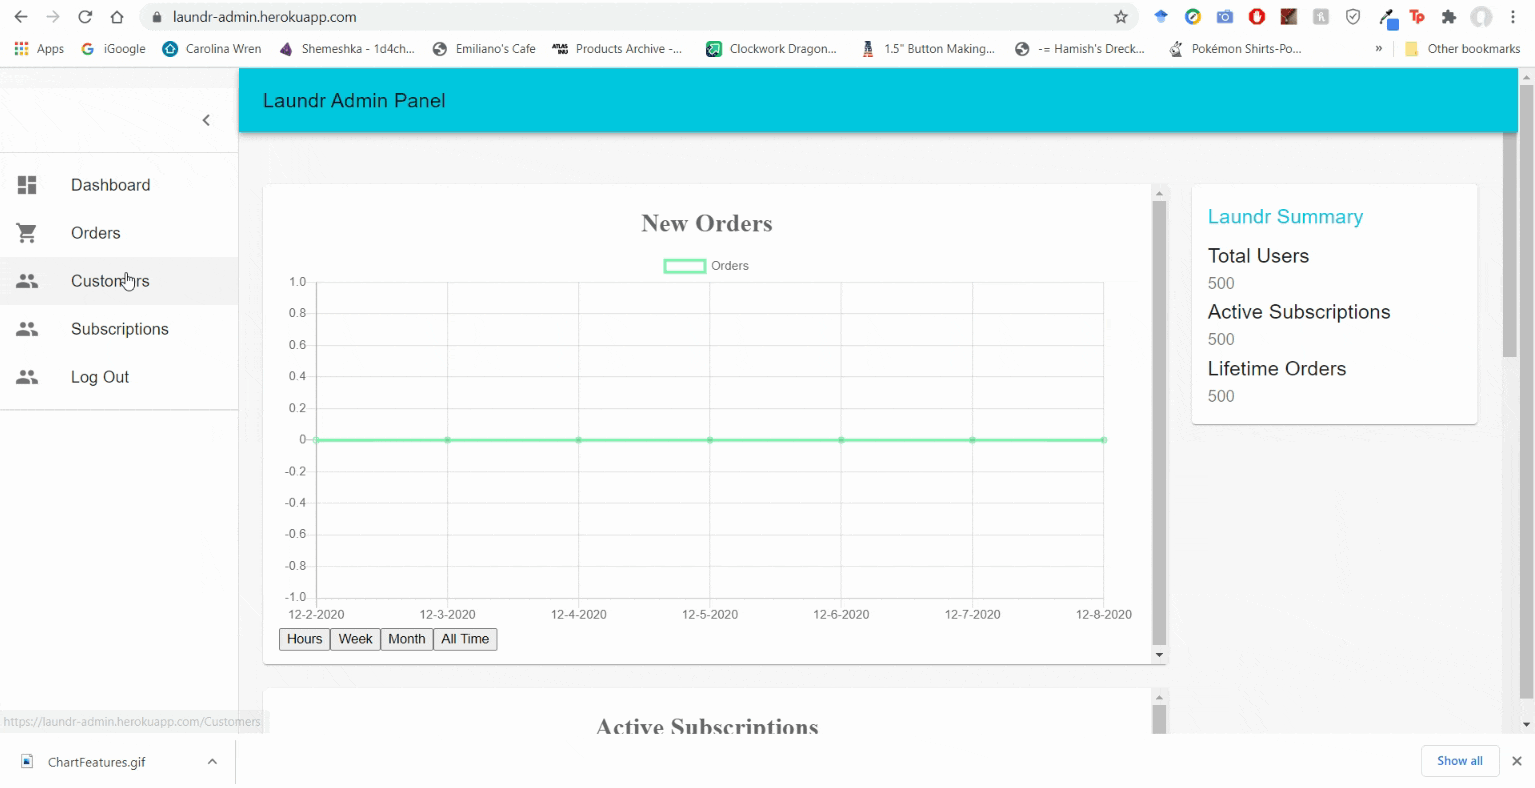 laundr-admin.herokuapp.com
Apps iGoogle Carolina Wren Shemeshka - 1d4ch... Emiliano's Cafe ATLAS INU Products Archive -... Clockwork Dragon... 1.5" Button Making... -= Hamish's Dreck... Pokémon Shirts-Po... » Other bookmarks
Laundr Admin Panel
Dashboard
Orders
Customers
Subscriptions
Log Out
New Orders
Orders
1.0
0.8
0.6
0.4
0.2
0
-0.2
-0.4
-0.6
-0.8
-1.0
12-2-2020 12-3-2020 12-4-2020 12-5-2020 12-6-2020 12-7-2020 12-8-2020
Hours Week Month All Time
Laundr Summary
Total Users
500
Active Subscriptions
500
Lifetime Orders
500
Active Subscriptions
https://laundr-admin.herokuapp.com/Customers
ChartFeatures.gif
Show all